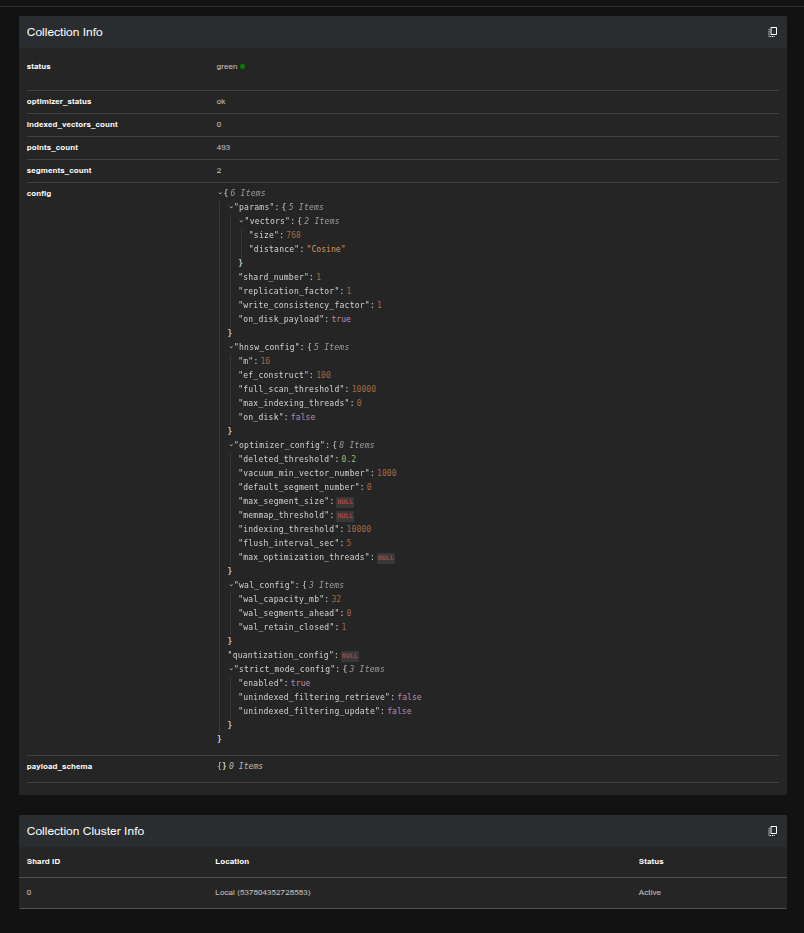 Collection Info
status green
optimizer_status ok
indexed_vectors_count 0
points_count 493
segments_count 2
config { 6 Items
"params": { 5 Items
"vectors": { 2 Items
"size": 768
"distance": "Cosine"
}
"shard_number": 1
"replication_factor": 1
"write_consistency_factor": 1
"on_disk_payload": true
}
"hnsw_config": { 5 Items
"m": 16
"ef_construct": 100
"full_scan_threshold": 10000
"max_indexing_threads": 0
"on_disk": false
}
"optimizer_config": { 8 Items
"deleted_threshold": 0.2
"vacuum_min_vector_number": 1000
"default_segment_number": 0
"max_segment_size": NULL
"memmap_threshold": NULL
"indexing_threshold": 10000
"flush_interval_sec": 5
"max_optimization_threads": NULL
}
"wal_config": { 3 Items
"wal_capacity_mb": 32
"wal_segments_ahead": 0
"wal_retain_closed": 1
}
"quantization_config": NULL
"strict_mode_config": { 3 Items
"enabled": true
"unindexed_filtering_retrieve": false
"unindexed_filtering_update": false
}
}
payload_schema {} 0 Items
Collection Cluster Info
Shard ID Location Status
0 Local (537804352728583) Active